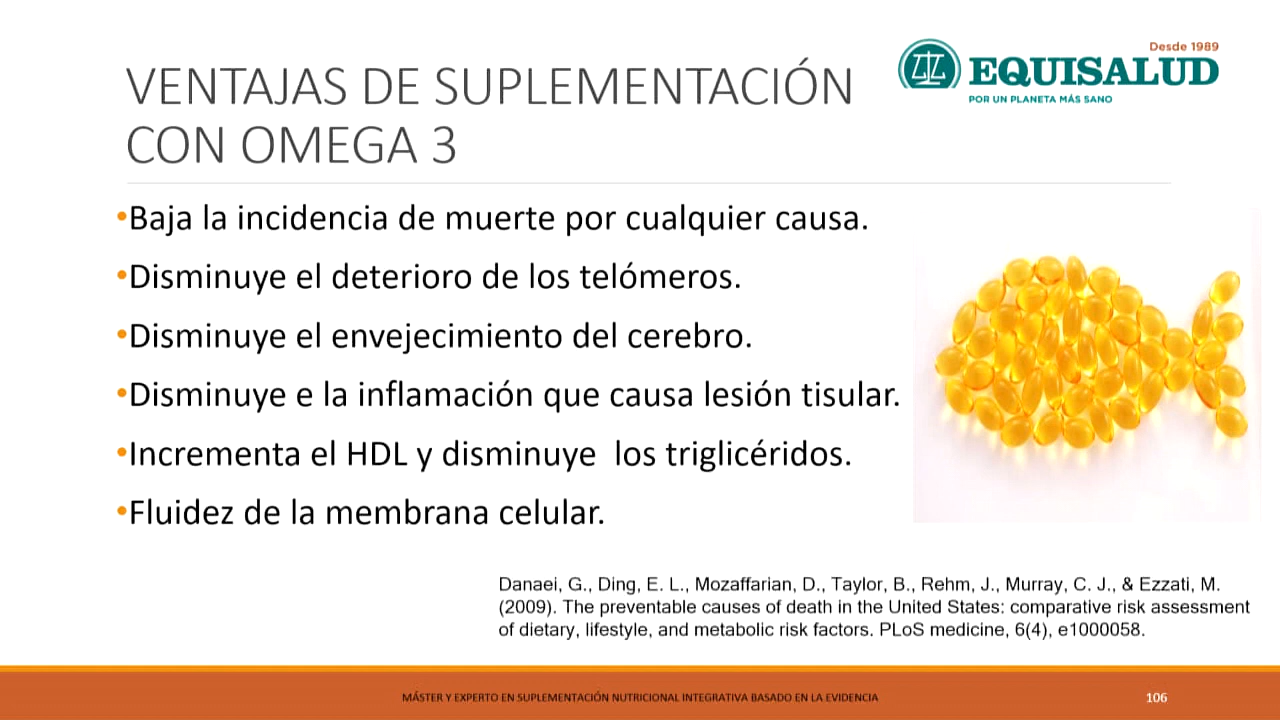 VENTAJAS DE SUPLEMENTACIÓN
CON OMEGA 3
Desde 1989
EQUISALUD
POR UN PLANETA MÁS SANO
•Baja la incidencia de muerte por cualquier causa.
•Disminuye el deterioro de los telómeros.
•Disminuye el envejecimiento del cerebro.
•Disminuye e la inflamación que causa lesión tisular.
•Incrementa el HDL y disminuye  los triglicéridos.
•Fluidez de la membrana celular.
Danaei, G., Ding, E. L., Mozaffarian, D., Taylor, B., Rehm, J., Murray, C. J., & Ezzati, M.
(2009). The preventable causes of death in the United States: comparative risk assessment
of dietary, lifestyle, and metabolic risk factors. PLoS medicine, 6(4), e1000058.
MÁSTER Y EXPERTO EN SUPLEMENTACIÓN NUTRICIONAL INTEGRATIVA BASADO EN LA EVIDENCIA
106